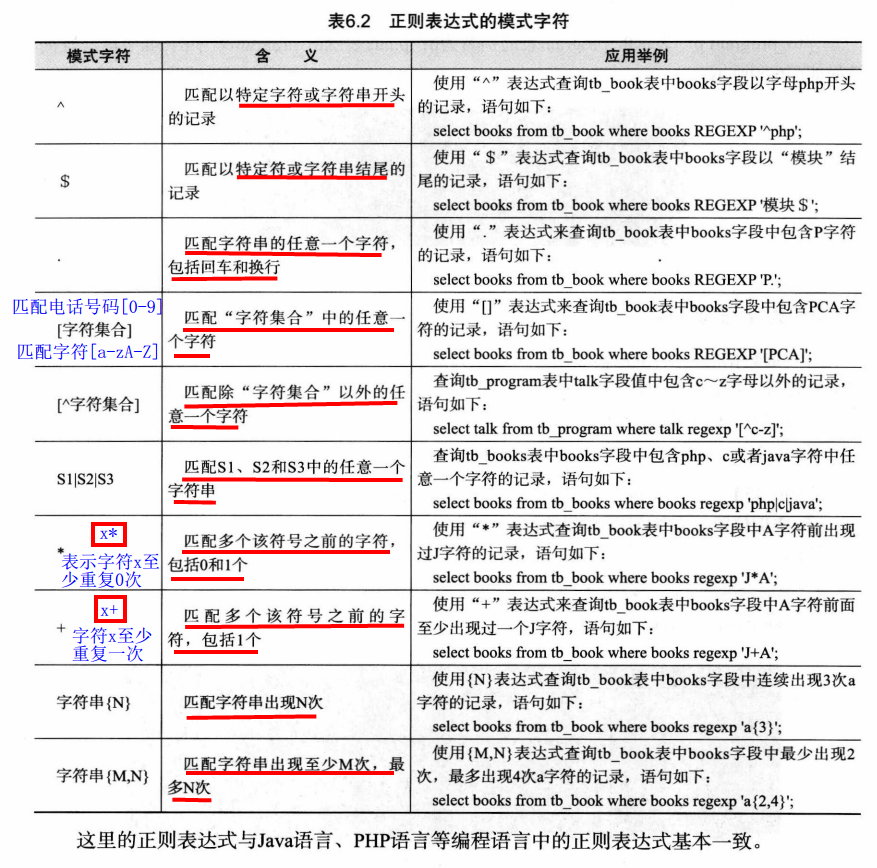 表6.2 正则表达式的模式字符
模式字符
含 义
应用举例
^
匹配以特定字符或字符串开头
的记录
使用“^”表达式查询tb_book表中books字段以字母php开头
的记录，语句如下：
select books from tb_book where books REGEXP '^php';
$
匹配以特定符或字符串结尾的
记录
使用“$”表达式查询tb_book表中books字段以“模块”结
尾的记录，语句如下：
select books from tb_book where books REGEXP '模块$';
.
匹配字符串的任意一个字符，
包括回车和换行
使用“.”表达式来查询tb_book表中books字段中包含P字符
的记录，语句如下：
select books from tb_book where books REGEXP 'P.';
匹配电话号码[0-9]
[字符集合]
匹配字符[a-zA-Z]
匹配“字符集合”中的任意一
个字符
使用“[]”表达式来查询tb_book表中books字段中包含PCA字
符的记录，语句如下：
select books from tb_book where books REGEXP '[PCA]';
[^字符集合]
匹配除“字符集合”以外的任
意一个字符
查询tb_program表中talk字段值中包含c～z字母以外的记录，
语句如下：
select talk from tb_program where talk regexp '[^c-z]';
S1|S2|S3
匹配S1、S2和S3中的任意一个
字符串
查询tb_books表中books字段中包含php、c或者java字符中任
意一个字符的记录，语句如下：
select books from tb_books where books regexp 'php|c|java';
x*
*
表示字符x至
少重复0次
匹配多个该符号之前的字符，
包括0和1个
使用“*”表达式查询tb_book表中books字段中A字符前出现
过J字符的记录，语句如下：
select books from tb_book where books regexp 'J*A';
x+
+
字符x至少
重复一次
匹配多个该符号之前的字
符，包括1个
使用“+”表达式来查询tb_book表中books字段中A字符前面
至少出现过一个J字符，语句如下：
select books from tb_book where books regexp 'J+A';
字符串{N}
匹配字符串出现N次
使用{N}表达式查询tb_book表中books字段中连续出现3次a
字符的记录，语句如下：
select books from tb_book where books regexp 'a{3}';
字符串{M,N}
匹配字符串出现至少M次，最
多N次
使用{M,N}表达式查询tb_book表中books字段中最少出现2
次，最多出现4次a字符的记录，语句如下：
select books from tb_book where books regexp 'a{2,4}';
这里的正则表达式与Java语言、PHP语言等编程语言中的正则表达式基本一致。